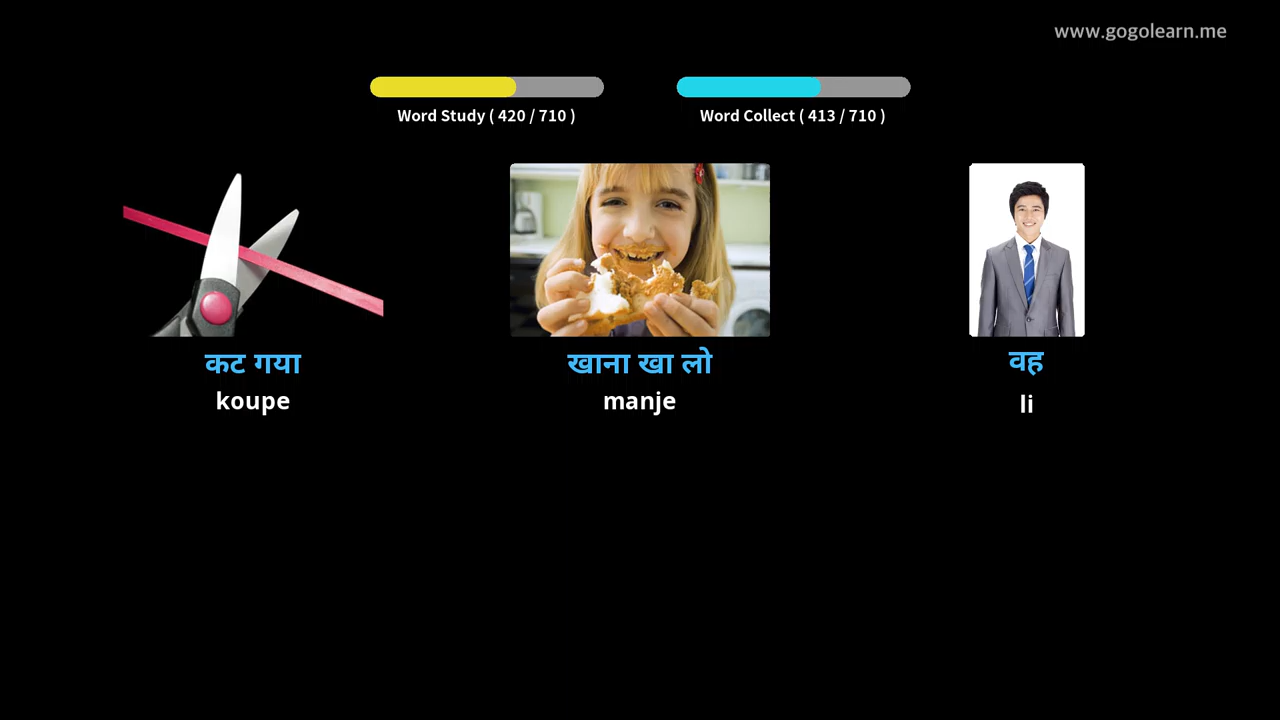 www.gogolearn.me
Word Study ( 420 / 710 )
Word Collect ( 413 / 710 )
कट गया
खाना खा लो
वह
koupe
manje
li